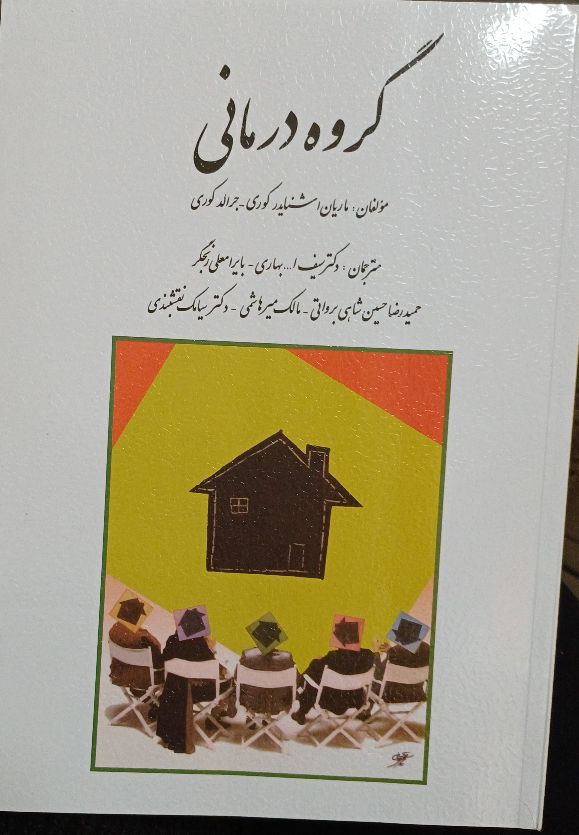 گروه درمانی
مؤلفان: ماریان اشنایدر کوری - جرالد کوری
مترجمان: دکتر سیف ا... بهاری - بایرامعلی رنجگر
حمیدرضا حسین شاهی برواتی - مالک میرهاشمی - دکتر سیامک نقشبندی